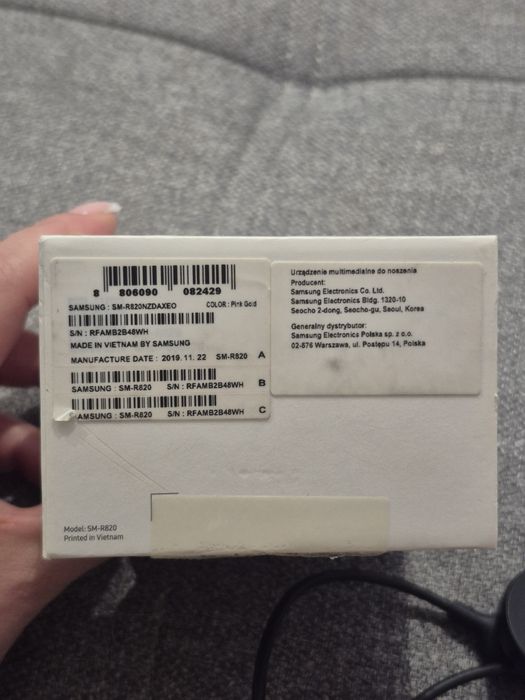 8 806090 082429
SAMSUNG : SM-R820NZDAXEO COLOR : Pink Gold
S/N : RFAMB2B48WH
MADE IN VIETNAM BY SAMSUNG
MANUFACTURE DATE : 2019. 11. 22 SM-R820 A
SAMSUNG : SM-R820 S/N : RFAMB2B48WH B
SAMSUNG : SM-R820 S/N : RFAMB2B48WH C
Urządzenie multimedialne do noszenia
Producent:
Samsung Electronics Co. Ltd.
Samsung Electronics Bldg. 1320-10
Seocho 2-dong, Seocho-gu, Seoul, Korea
Generalny dystrybutor:
Samsung Electronics Polska sp. z o.o.
02-676 Warszawa, ul. Postępu 14, Polska
Model: SM-R820
Printed in Vietnam